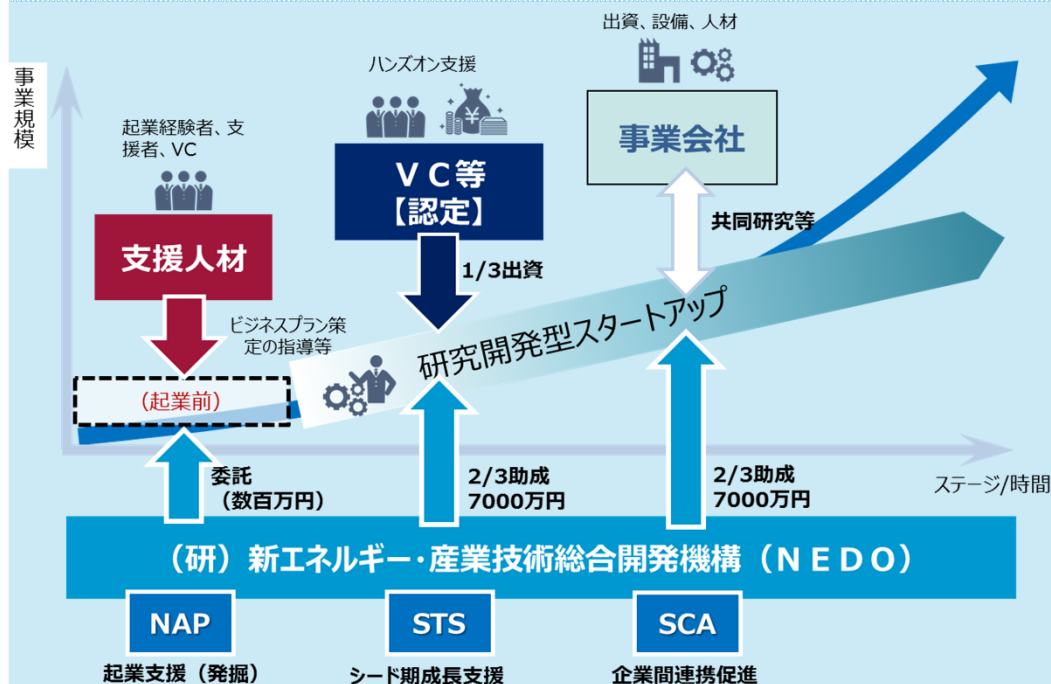 事業規模
起業経験者、支
援者、VC
支援人材
ビジネスプラン策
定の指導等
(起業前)
ハンズオン支援
¥
ＶＣ等
【認定】
1/3出資
出資、設備、人材
事業会社
共同研究等
研究開発型スタートアップ
委託
（数百万円）
2/3助成
7000万円
2/3助成
7000万円
ステージ/時間
（研）新エネルギー・産業技術総合開発機構（ＮＥＤＯ）
NAP
STS
SCA
起業支援（発掘）
シード期成長支援
企業間連携促進